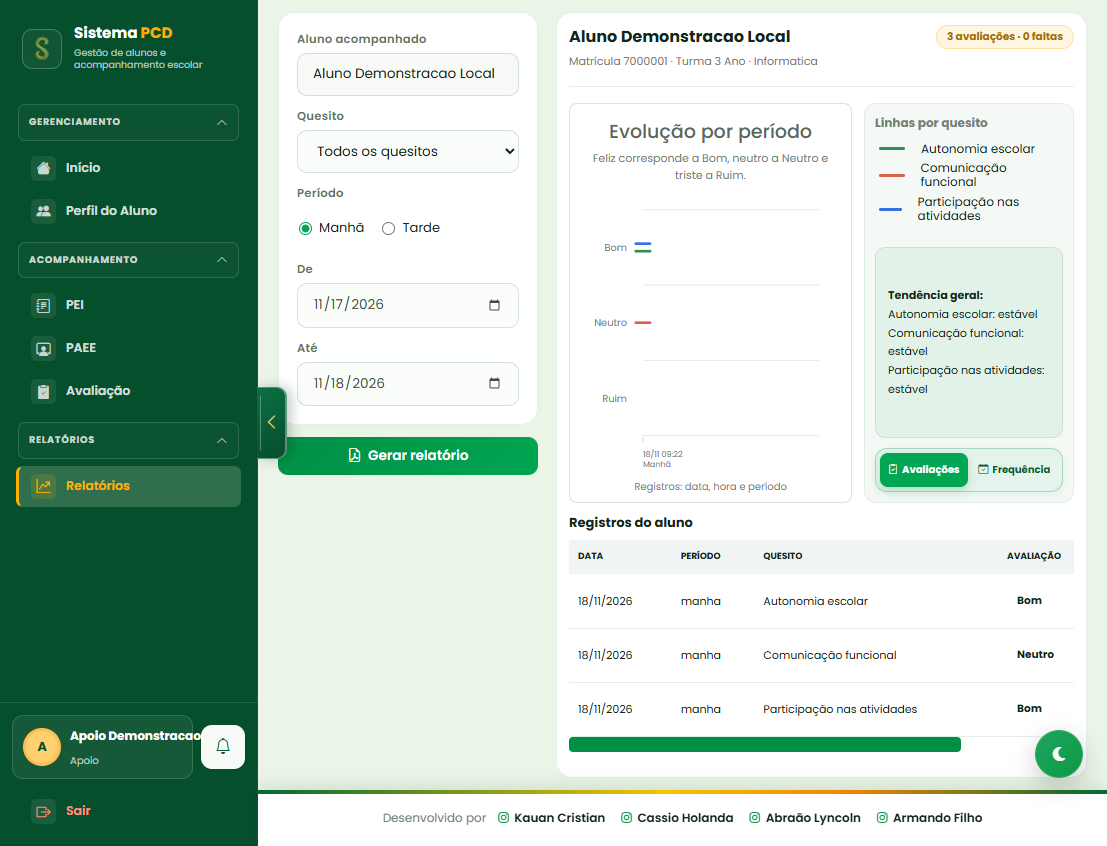 Sistema PCD
Gestão de alunos e
acompanhamento escolar
GERENCIAMENTO
Início
Perfil do Aluno
ACOMPANHAMENTO
PEI
PAEE
Avaliação
RELATÓRIOS
Relatórios
A
Apoio Demonstracao
Apoio
Sair
Aluno acompanhado
Aluno Demonstracao Local
Quesito
Todos os quesitos
Período
Manhã
Tarde
De
11/17/2026
Até
11/18/2026
Gerar relatório
Aluno Demonstracao Local
3 avaliações · 0 faltas
Matrícula 7000001 · Turma 3 Ano · Informatica
Evolução por período
Feliz corresponde a Bom, neutro a Neutro e
triste a Ruim.
Bom
Neutro
Ruim
18/11 09:22
Manhã
Registros: data, hora e período
Linhas por quesito
Autonomia escolar
Comunicação
funcional
Participação nas
atividades
Tendência geral:
Autonomia escolar: estável
Comunicação funcional:
estável
Participação nas atividades:
estável
Avaliações
Frequência
Registros do aluno
DATA PERÍODO QUESITO AVALIAÇÃO
18/11/2026 manha Autonomia escolar Bom
18/11/2026 manha Comunicação funcional Neutro
18/11/2026 manha Participação nas atividades Bom
Desenvolvido por Kauan Cristian Cassio Holanda Abraão Lyncoln Armando Filho